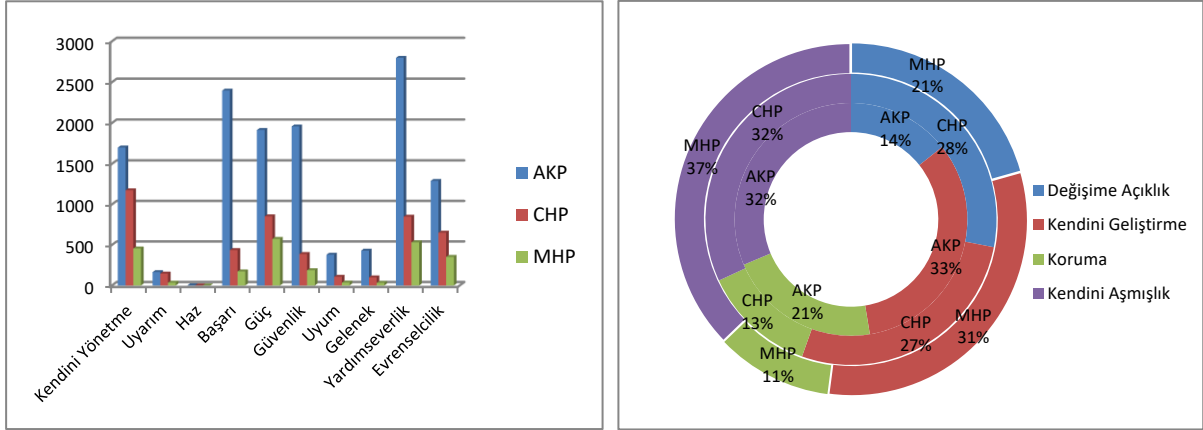 3000
2500
2000
1500
1000
500
0
Kendini Yönetme
Uyarım
Haz
Başarı
Güç
Güvenlik
Uyum
Gelenek
Yardımseverlik
Evrenselcilik
AKP
CHP
MHP
MHP
21%
CHP
28%
AKP
14%
CHP
32%
MHP
37%
AKP
32%
AKP
33%
MHP
31%
CHP
27%
AKP
21%
CHP
13%
MHP
11%
Değişime Açıklık
Kendini Geliştirme
Koruma
Kendini Aşmışlık